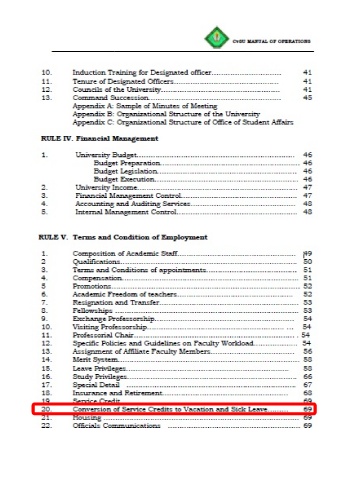 CvSU MANUAL OF OPERATIONS
10. Induction Training for Designated officer................................ 41
11. Tenure of Designated Officers................................................ 41
12. Councils of the University...................................................... 41
13. Command Succession............................................................ 45
Appendix A: Sample of Minutes of Meeting
Appendix B: Organizational Structure of the University
Appendix C: Organizational Structure of Office of Student Affairs
RULE IV. Financial Management
1. University Budget................................................................ 46
Budget Preparation......................................................... 46
Budget Legislation.......................................................... 46
Budget Execution............................................................ 46
2. University Income................................................................ 47
3. Financial Management Control............................................. 47
4. Accounting and Auditing Services......................................... 48
5. Internal Management Control............................................... 48
RULE V. Terms and Condition of Employment
1. Composition of Academic Staff.............................................. 49
2 Qualifications....................................................................... 50
3. Terms and Conditions of appointments.................................. 51
4. Compensation...................................................................... 51
5 Promotions.......................................................................... 52
6. Academic Freedom of teachers.............................................. 52
7. Resignation and Transfer...................................................... 53
8. Fellowships ......................................................................... 53
9. Exchange Professorship........................................................ 54
10. Visiting Professorship........................................................... 54
11. Professorial Chair................................................................. 54
12. Specific Policies and Guidelines on Faculty Workload............. 54
13. Assignment of Affiliate Faculty Members............................... 56
14. Merit System........................................................................ 58
15. Leave Privileges................................................................... 58
16. Study Privileges................................................................... 66
17. Special Detail ...................................................................... 67
18. Insurance and Retirement.................................................... 68
19. Service Credit...................................................................... 69
20. Conversion of Service Credits to Vacation and Sick Leave......... 69
21. Housing .............................................................................. 69
22. Officials Communications .................................................... 69